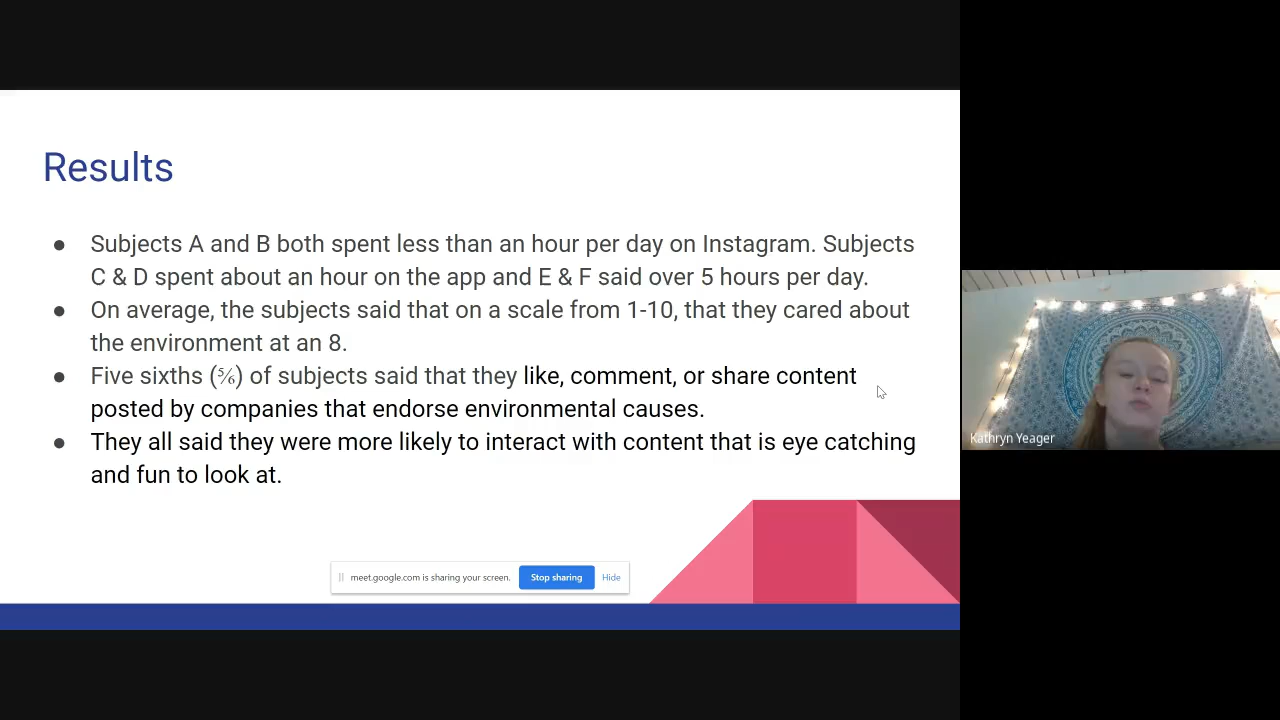 Results
● Subjects A and B both spent less than an hour per day on Instagram. Subjects
C & D spent about an hour on the app and E & F said over 5 hours per day.
● On average, the subjects said that on a scale from 1-10, that they cared about
the environment at an 8.
● Five sixths (⅚) of subjects said that they like, comment, or share content
posted by companies that endorse environmental causes.
● They all said they were more likely to interact with content that is eye catching
and fun to look at.
Kathryn Yeager
meet.google.com is sharing your screen. Stop sharing Hide